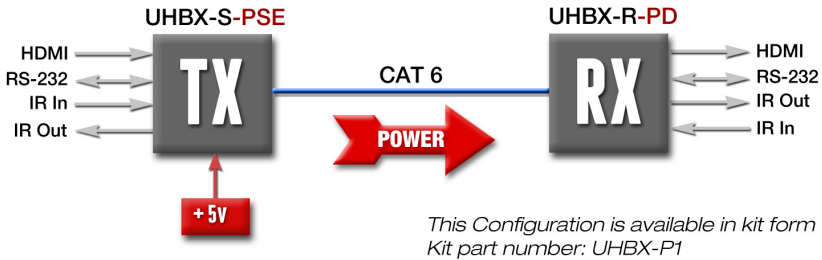 UHBX-S-PSE
UHBX-R-PD
HDMI
RS-232
IR In
IR Out
TX
CAT 6
POWER
RX
HDMI
RS-232
IR Out
IR In
+5v
This Configuration is available in kit form
Kit part number: UHBX-P1